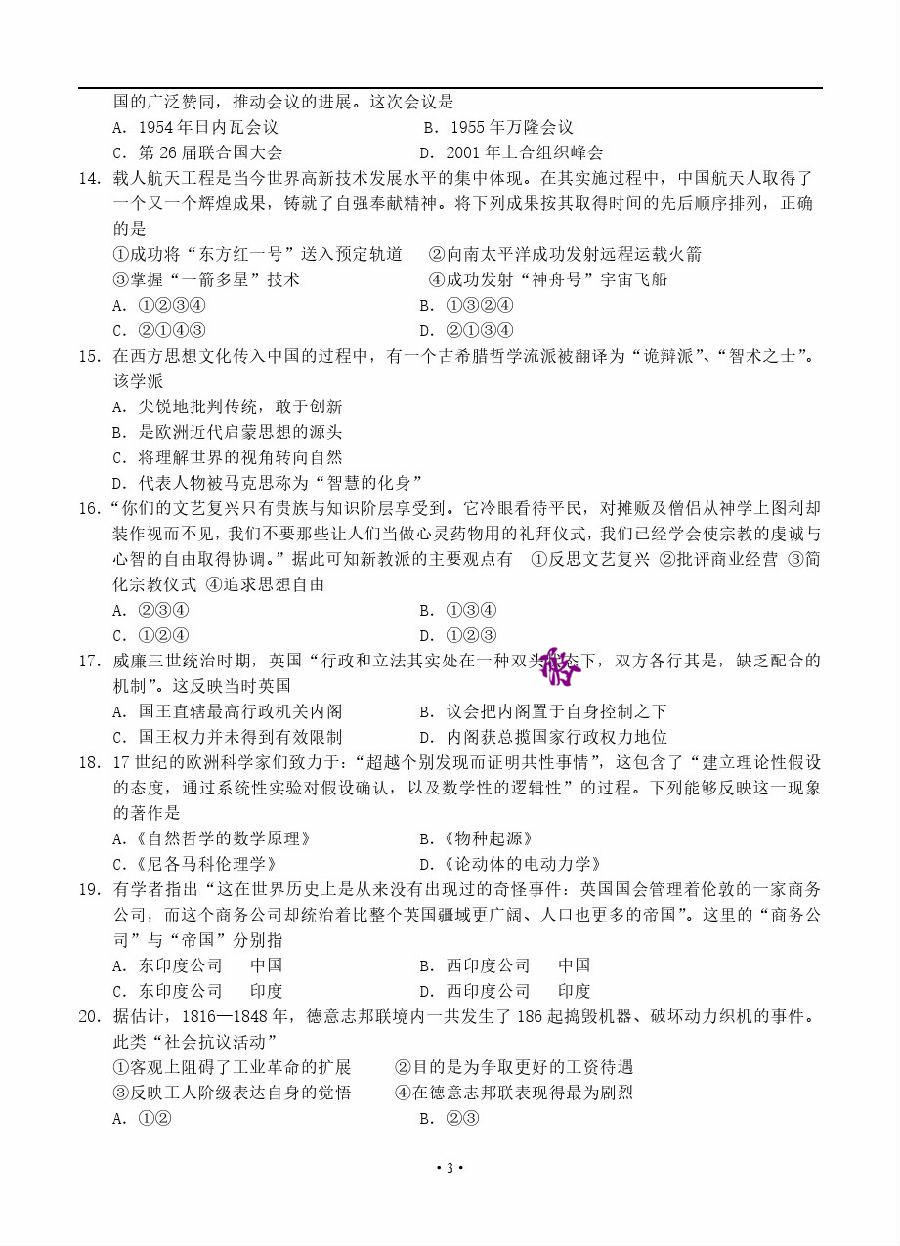 国的广泛赞同，推动会议的进展。这次会议是
A．1954年日内瓦会议 B．1955年万隆会议
C．第26届联合国大会 D．2001年上合组织峰会
14．载人航天工程是当今世界高新技术发展水平的集中体现。在其实施过程中，中国航天人取得了
一个又一个辉煌成果，铸就了自强奉献精神。将下列成果按其取得时间的先后顺序排列，正确
的是
①成功将“东方红一号”送入预定轨道 ②向南太平洋成功发射远程运载火箭
③掌握“一箭多星”技术 ④成功发射“神舟号”宇宙飞船
A．①②③④ B．①③②④
C．②①④③ D．②①③④
15．在西方思想文化传入中国的过程中，有一个古希腊哲学流派被翻译为“诡辩派”、“智术之士”。
该学派
A．尖锐地批判传统，敢于创新
B．是欧洲近代启蒙思想的源头
C．将理解世界的视角转向自然
D．代表人物被马克思称为“智慧的化身”
16．“你们的文艺复兴只有贵族与知识阶层享受到。它冷眼看待平民，对摊贩及僧侣从神学上图利却
装作视而不见，我们不要那些让人们当做心灵药物用的礼拜仪式，我们已经学会使宗教的虔诚与
心智的自由取得协调。”据此可知新教派的主要观点有 ①反思文艺复兴 ②批评商业经营 ③简
化宗教仪式 ④追求思想自由
A．②③④ B．①③④
C．①②④ D．①②③
17．威廉三世统治时期，英国“行政和立法其实处在一种双头状态下，双方各行其是，缺乏配合的
机制”。这反映当时英国
A．国王直辖最高行政机关内阁 B．议会把内阁置于自身控制之下
C．国王权力并未得到有效限制 D．内阁获总揽国家行政权力地位
18．17世纪的欧洲科学家们致力于：“超越个别发现而证明共性事情”，这包含了“建立理论性假设
的态度，通过系统性实验对假设确认，以及数学性的逻辑性”的过程。下列能够反映这一现象
的著作是
A．《自然哲学的数学原理》 B．《物种起源》
C．《尼各马科伦理学》 D．《论动体的电动力学》
19．有学者指出“这在世界历史上是从来没有出现过的奇怪事件：英国国会管理着伦敦的一家商务
公司；而这个商务公司却统治着比整个英国疆域更广阔、人口也更多的帝国”。这里的“商务公
司”与“帝国”分别指
A．东印度公司 中国 B．西印度公司 中国
C．东印度公司 印度 D．西印度公司 印度
20．据估计，1816—1848年，德意志邦联境内一共发生了186起捣毁机器、破坏动力织机的事件。
此类“社会抗议活动”
①客观上阻碍了工业革命的扩展 ②目的是为争取更好的工资待遇
③反映工人阶级表达自身的觉悟 ④在德意志邦联表现得最为剧烈
A．①② B．②③
·3·